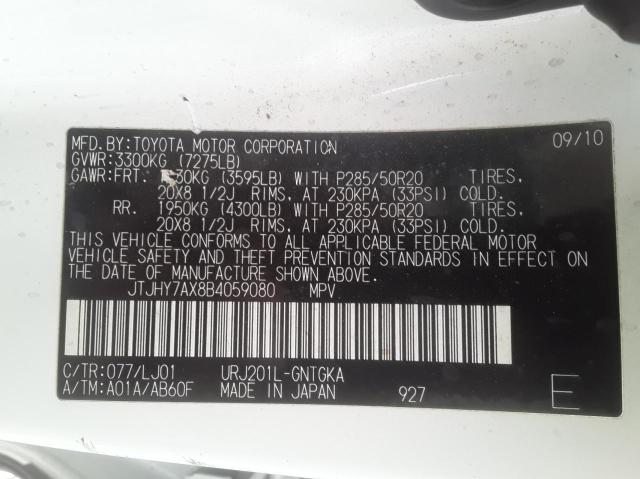 MFD.BY:TOYOTA MOTOR CORPORATION 09/10
GVWR:3300KG (7275LB)
GAWR:FRT. 30KG (3595LB) WITH P285/50R20 TIRES,
20X8 1/2J RIMS, AT 230KPA (33PSI) COLD.
RR. 1950KG (4300LB) WITH P285/50R20 TIRES,
20X8 1/2J RIMS, AT 230KPA (33PSI) COLD.
THIS VEHICLE CONFORMS TO ALL APPLICABLE FEDERAL MOTOR
VEHICLE SAFETY AND THEFT PREVENTION STANDARDS IN EFFECT ON
THE DATE OF MANUFACTURE SHOWN ABOVE.
JTJHY7AX8B4059080 MPV
C/TR:077/LJ01 URJ201L-GNTGKA
A/TM:A01A/AB60F MADE IN JAPAN 927 E